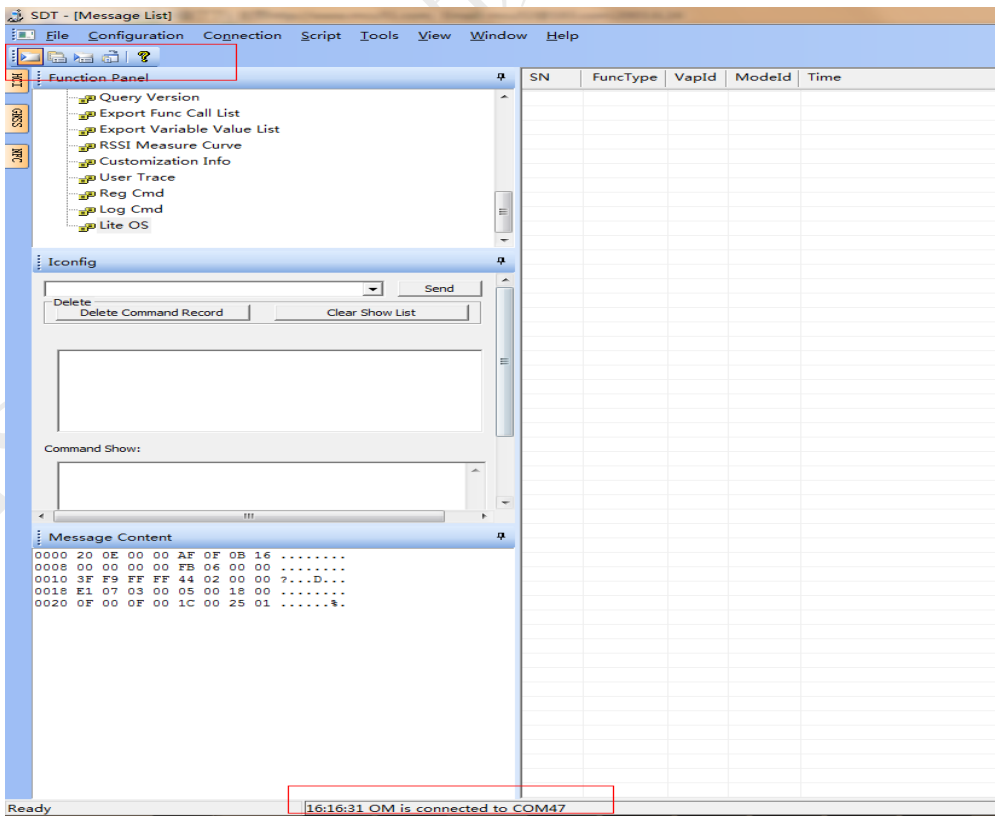 SDT - [Message List]
File Configuration Connection Script Tools View Window Help
HCI
GNSS
NFC
Function Panel
Query Version
Export Func Call List
Export Variable Value List
RSSI Measure Curve
Customization Info
User Trace
Reg Cmd
Log Cmd
Lite OS
Iconfig
Send
Delete
Delete Command Record Clear Show List
Command Show:
Message Content
0000 20 0E 00 00 AF 0F 0B 16 ........
0008 00 00 00 00 FB 06 00 00 ........
0010 3F F9 FF FF 44 02 00 00 ?...D...
0018 E1 07 03 00 05 00 18 00 ........
0020 0F 00 0F 00 1C 00 25 01 ......%.
SN FuncType VapId ModeId Time
Ready 16:16:31 OM is connected to COM47